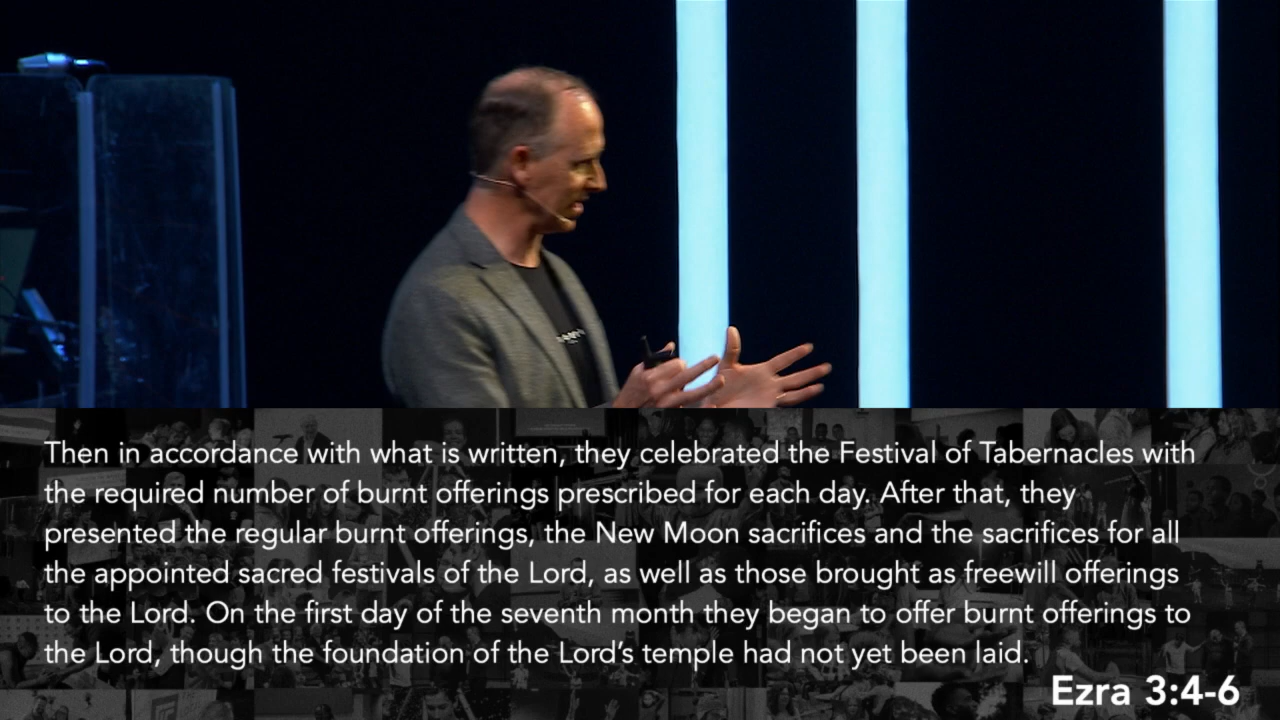 Then in accordance with what is written, they celebrated the Festival of Tabernacles with
the required number of burnt offerings prescribed for each day. After that, they
presented the regular burnt offerings, the New Moon sacrifices and the sacrifices for all
the appointed sacred festivals of the Lord, as well as those brought as freewill offerings
to the Lord. On the first day of the seventh month they began to offer burnt offerings to
the Lord, though the foundation of the Lord’s temple had not yet been laid.
Ezra 3:4-6